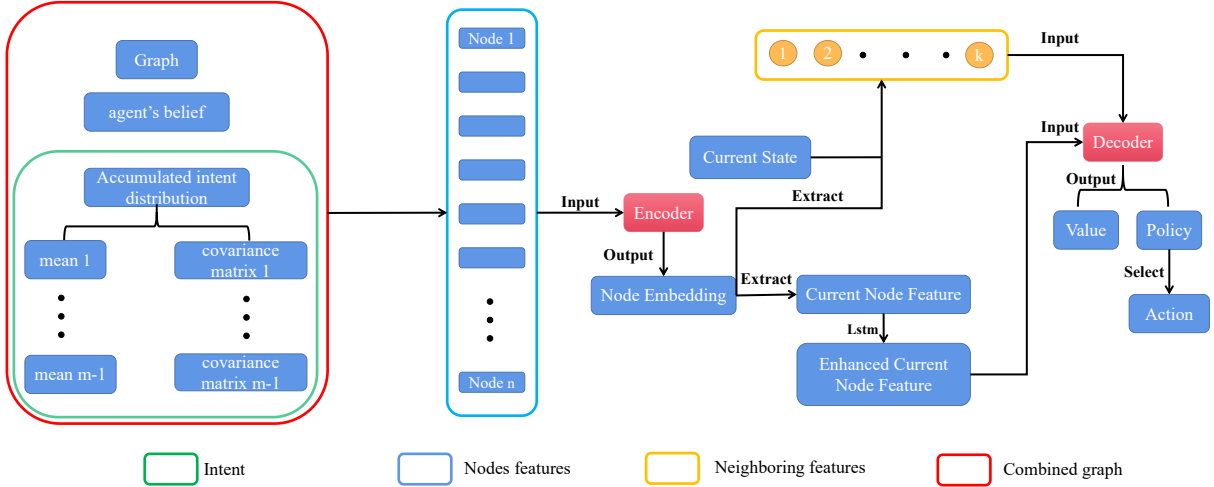 Graph
agent's belief
Accumulated intent
distribution
mean 1
covariance
matrix 1
mean m-1
covariance
matrix m-1
Node 1
Node n
Input
Encoder
Output
Node Embedding
Extract
Extract
Current State
1
2
k
Current Node Feature
Lstm
Enhanced Current
Node Feature
Input
Input
Decoder
Output
Value
Policy
Select
Action
Intent
Nodes features
Neighboring features
Combined graph